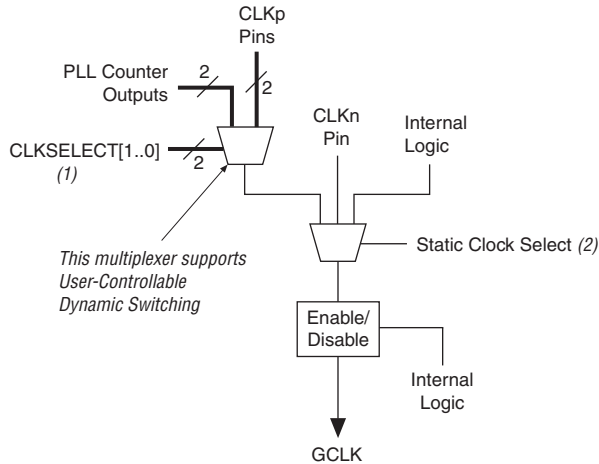 CLKp
Pins
PLL Counter
Outputs
2
2
CLKn
Pin
Internal
Logic
CLKSELECT[1..0]
(1)
2
This multiplexer supports
User-Controllable
Dynamic Switching
Static Clock Select (2)
Enable/
Disable
Internal
Logic
GCLK